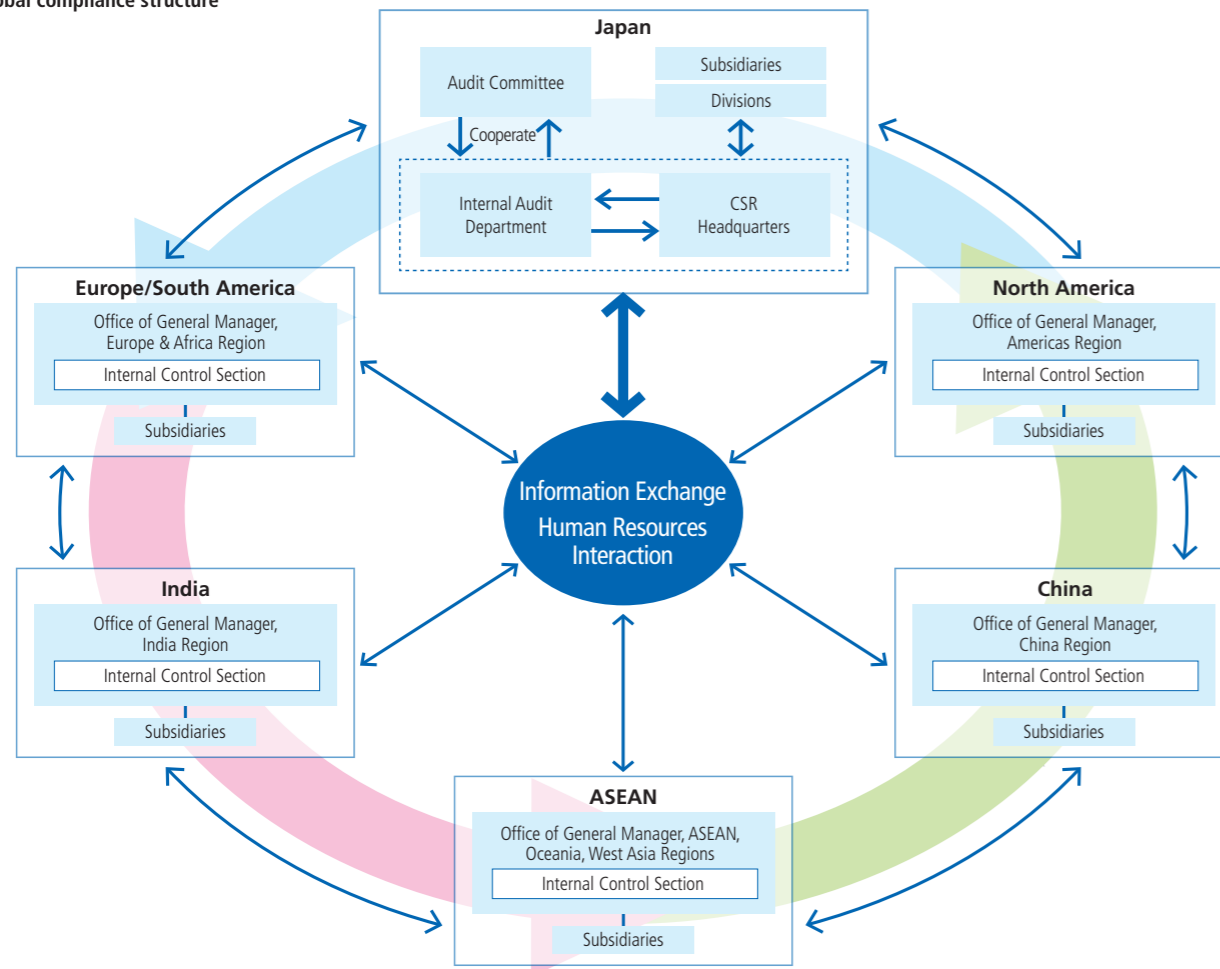 obal compliance structure
Japan
Audit Committee
Subsidiaries
Divisions
Cooperate
Internal Audit
Department
CSR
Headquarters
Europe/South America
Office of General Manager,
Europe & Africa Region
Internal Control Section
Subsidiaries
North America
Office of General Manager,
Americas Region
Internal Control Section
Subsidiaries
Information Exchange
Human Resources
Interaction
India
Office of General Manager,
India Region
Internal Control Section
Subsidiaries
China
Office of General Manager,
China Region
Internal Control Section
Subsidiaries
ASEAN
Office of General Manager, ASEAN,
Oceania, West Asia Regions
Internal Control Section
Subsidiaries